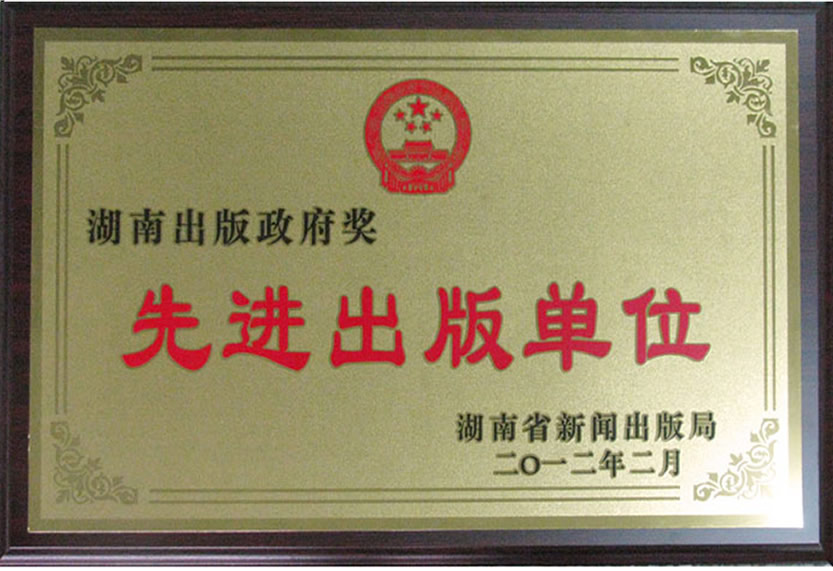 湖南出版政府奖
先进出版单位
湖南省新闻出版局
二〇一二年二月